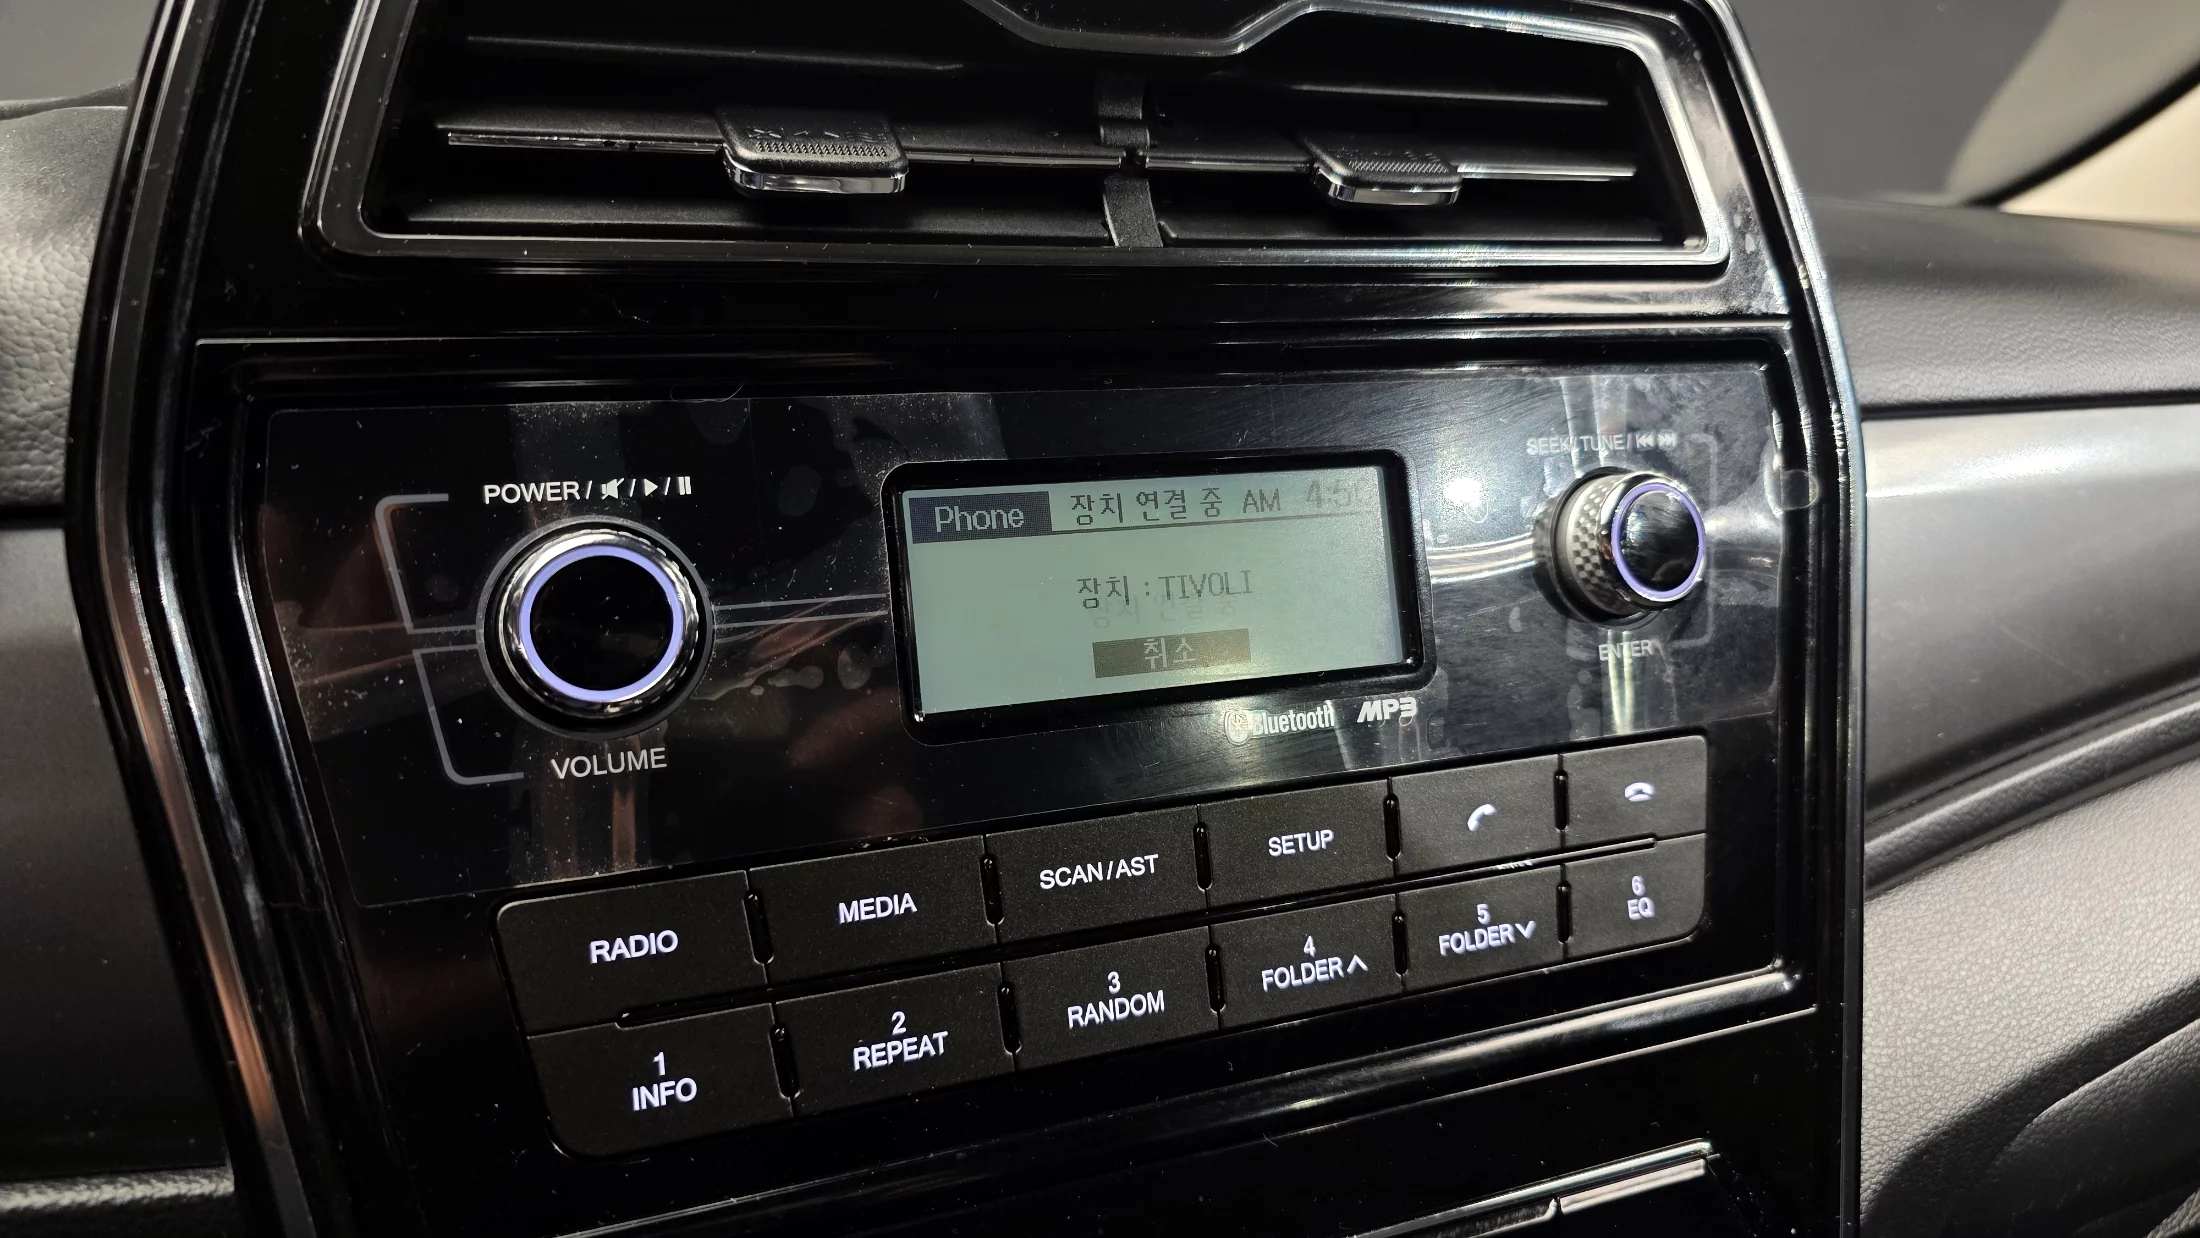 POWER /
VOLUME
Phone 장치 연결 중 AM
장치 : TIVOLI
취소
SEEK / TUNE /
ENTER
Bluetooth MP3
RADIO
MEDIA
SCAN / AST
SETUP
1
INFO
2
REPEAT
3
RANDOM
4
FOLDER
5
FOLDER
6
EQ